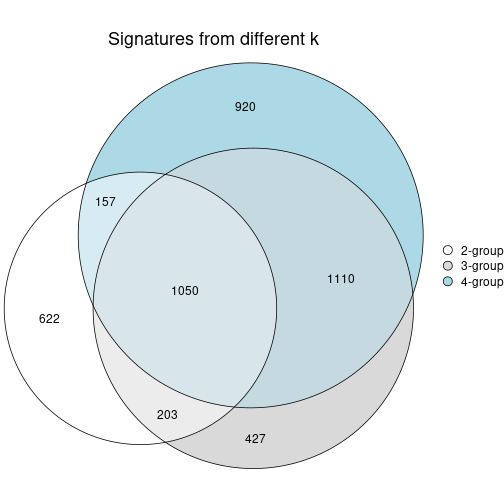 Signatures from different k
920
157
1110
1050
622
203
427
2-group
3-group
4-group